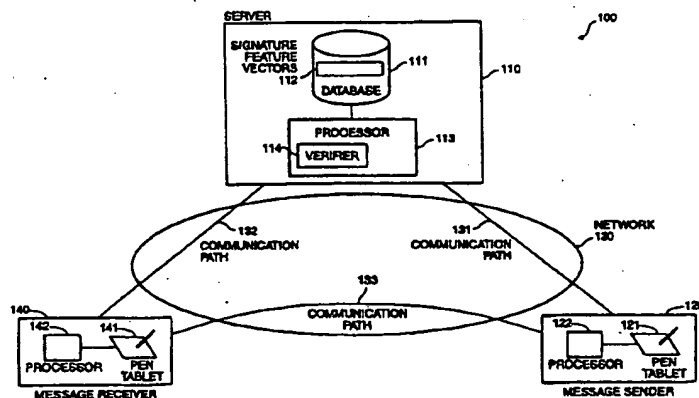 SERVER
100
SIGNATURE
FEATURE
VECTORS
112
111
DATABASE
110
PROCESSOR
113
114
VERIFIER
132
COMMUNICATION
PATH
131
COMMUNICATION
PATH
NETWORK
130
133
COMMUNICATION
PATH
140
142
141
PROCESSOR
PEN
TABLET
MESSAGE RECEIVER
122
121
PROCESSOR
PEN
TABLET
MESSAGE SENDER